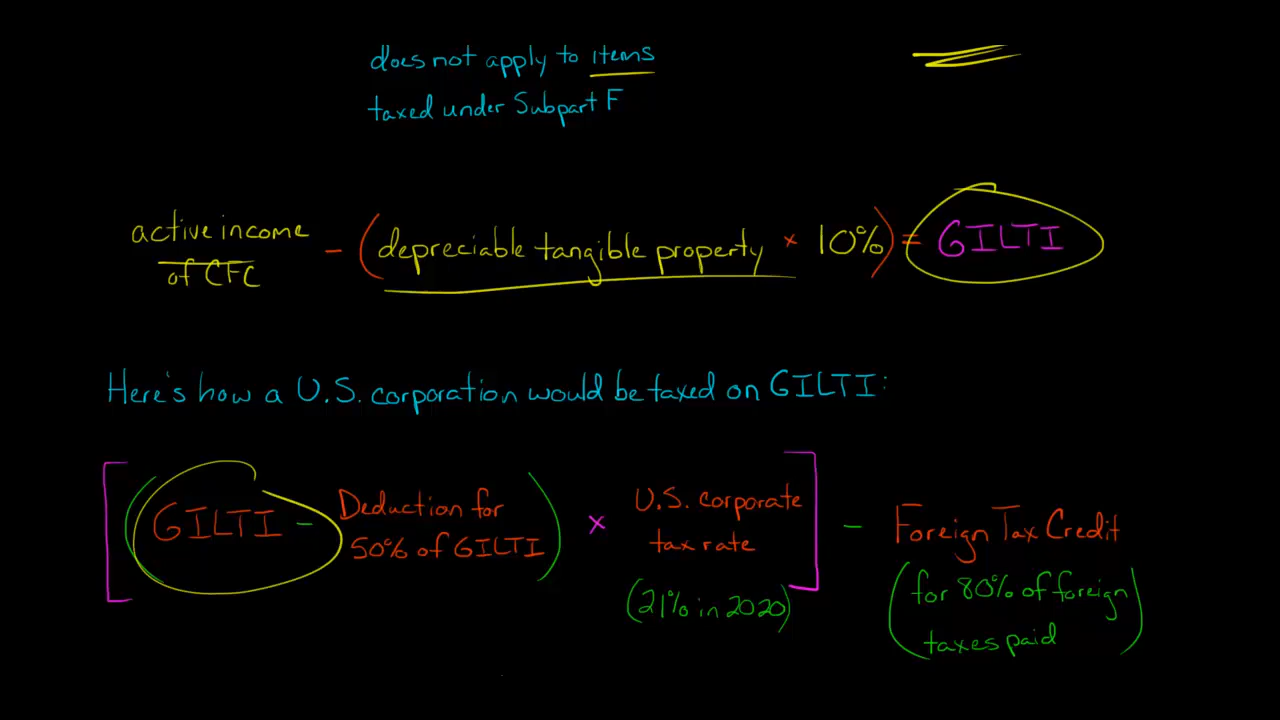 does not apply to items
taxed under Subpart F
active income
of CFC
- (depreciable tangible property × 10%) = GILTI
Here's how a U.S. corporation would be taxed on GILTI:
[(GILTI - Deduction for
50% of GILTI) × U.S. corporate
tax rate] - Foreign Tax Credit
(21% in 2020)
(for 80% of foreign
taxes paid)